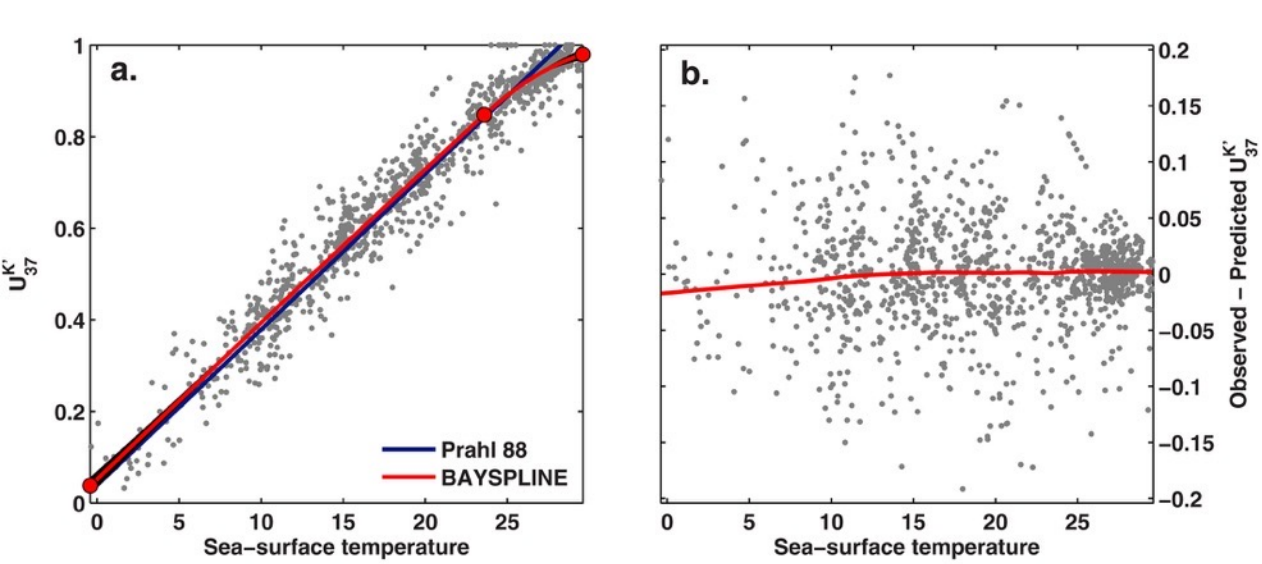 a.
1
0.8
0.6
0.4
0.2
0
U37K'
Prahl 88
BAYSPLINE
0 5 10 15 20 25
Sea-surface temperature
b.
0.2
0.15
0.1
0.05
0
−0.05
−0.1
−0.15
−0.2
Observed − Predicted U37K'
0 5 10 15 20 25
Sea-surface temperature